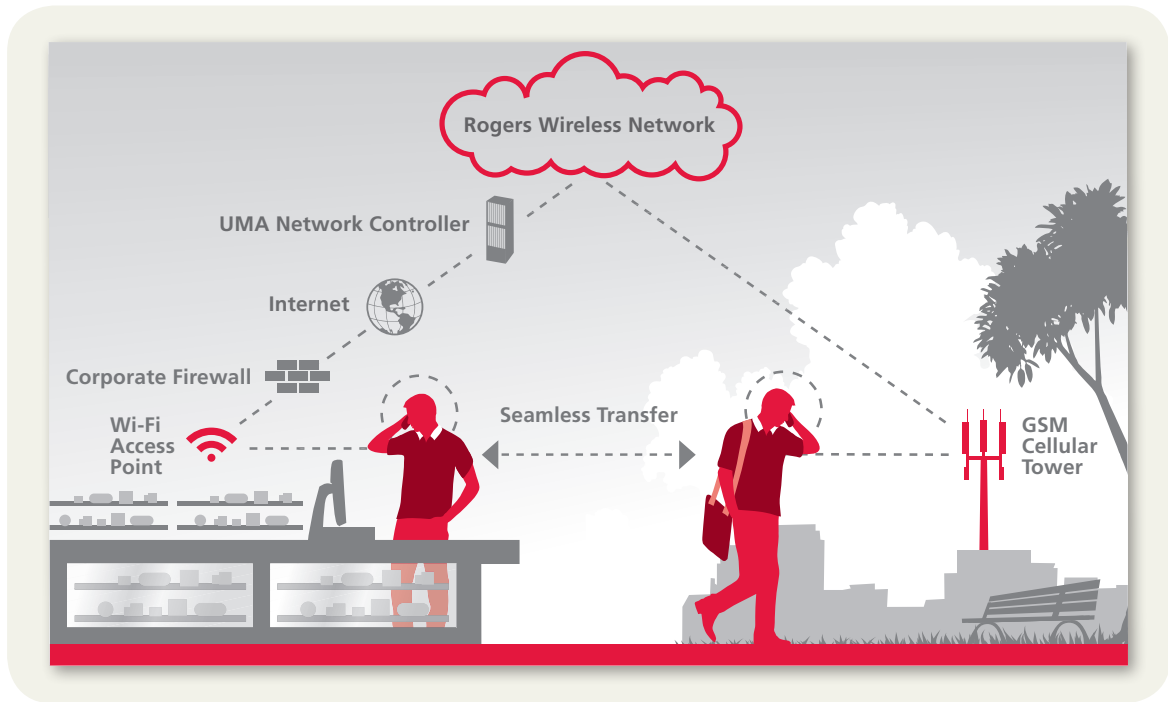 Rogers Wireless Network
UMA Network Controller
Internet
Corporate Firewall
Wi-Fi
Access
Point
Seamless Transfer
GSM
Cellular
Tower